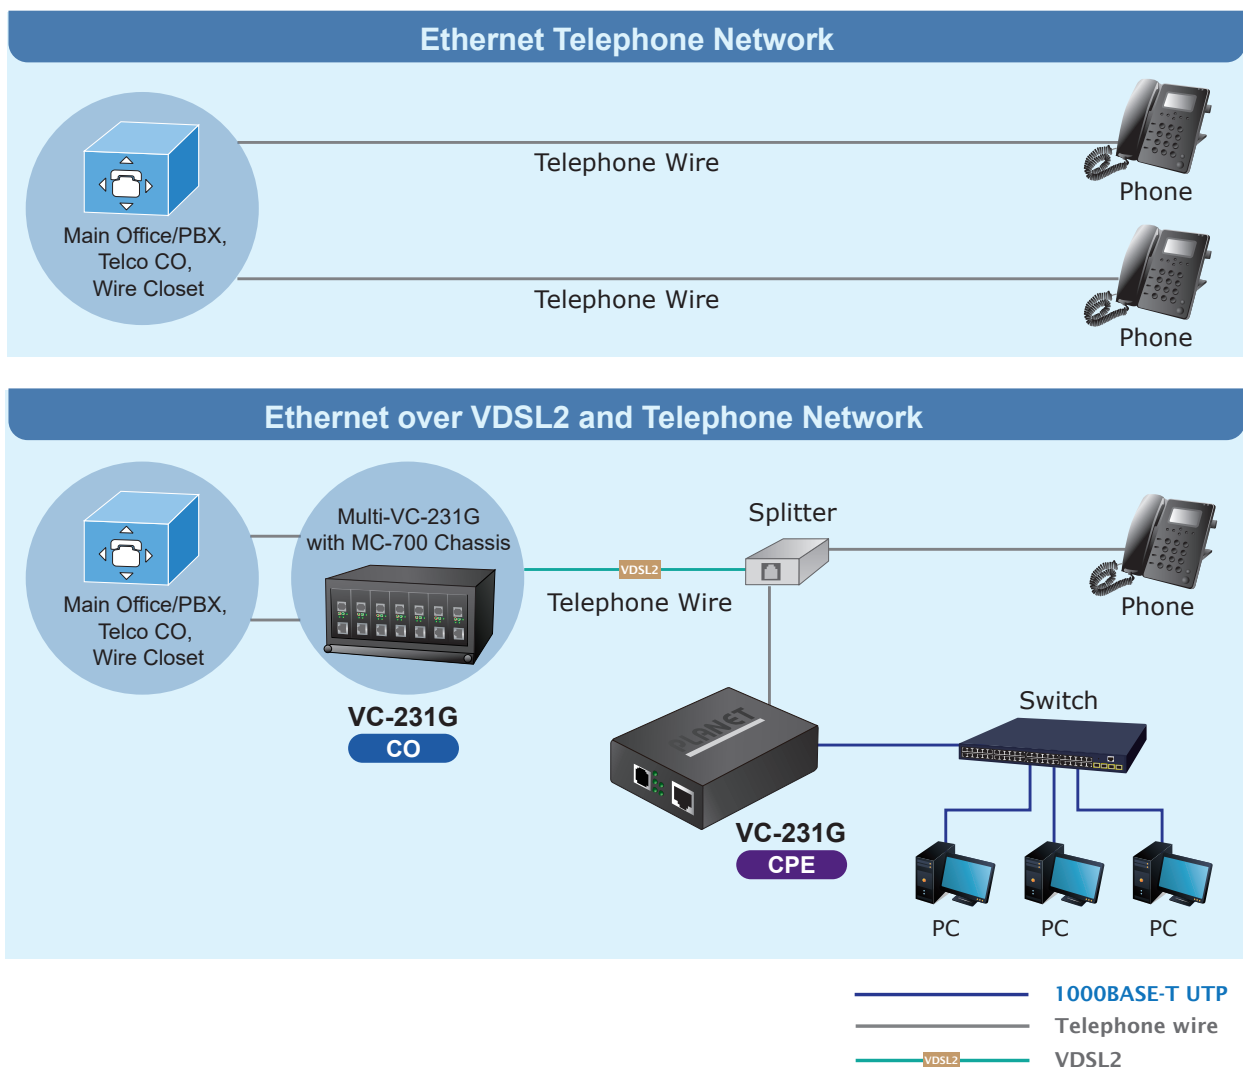 Ethernet Telephone Network
Telephone Wire
Phone
Main Office/PBX,
Telco CO,
Wire Closet
Telephone Wire
Phone
Ethernet over VDSL2 and Telephone Network
Multi-VC-231G
with MC-700 Chassis
Splitter
VDSL2
Telephone Wire
Phone
Main Office/PBX,
Telco CO,
Wire Closet
VC-231G
CO
PLANET
Switch
VC-231G
CPE
PC
PC
PC
1000BASE-T UTP
Telephone wire
VDSL2
VDSL2